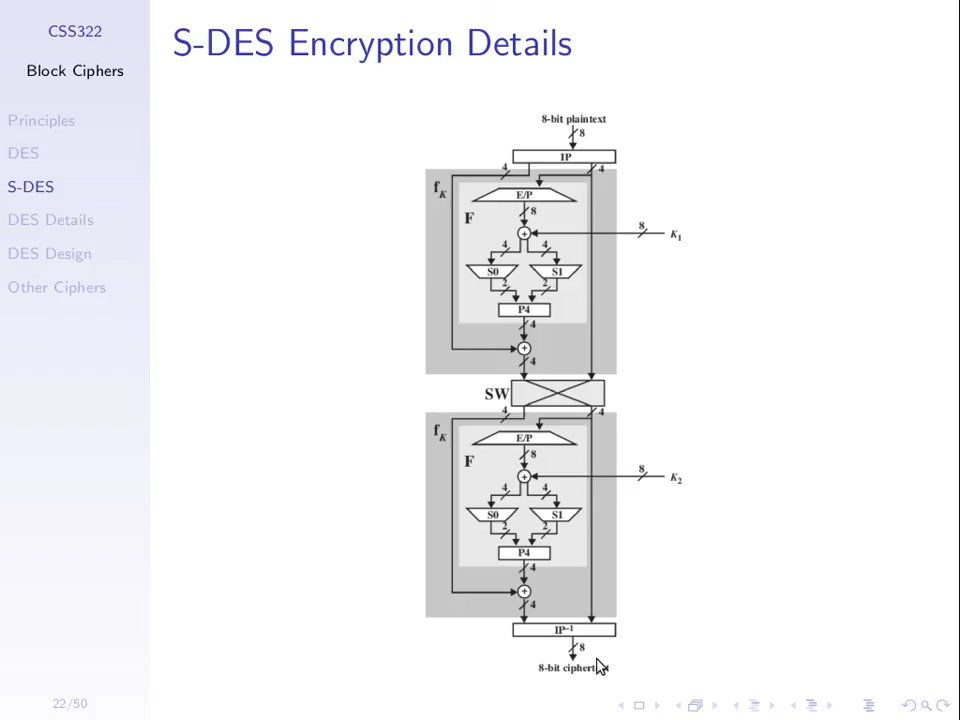 CSS322
Block Ciphers
Principles
DES
S-DES
DES Details
DES Design
Other Ciphers
22/50
S-DES Encryption Details
8-bit plaintext
8
IP
4
4
fK
E/P
F
8
8
K1
4
4
S0
S1
2
2
P4
4
4
SW
4
4
fK
E/P
8
F
8
K2
4
4
S0
S1
2
2
P4
4
4
IP–1
8
8-bit